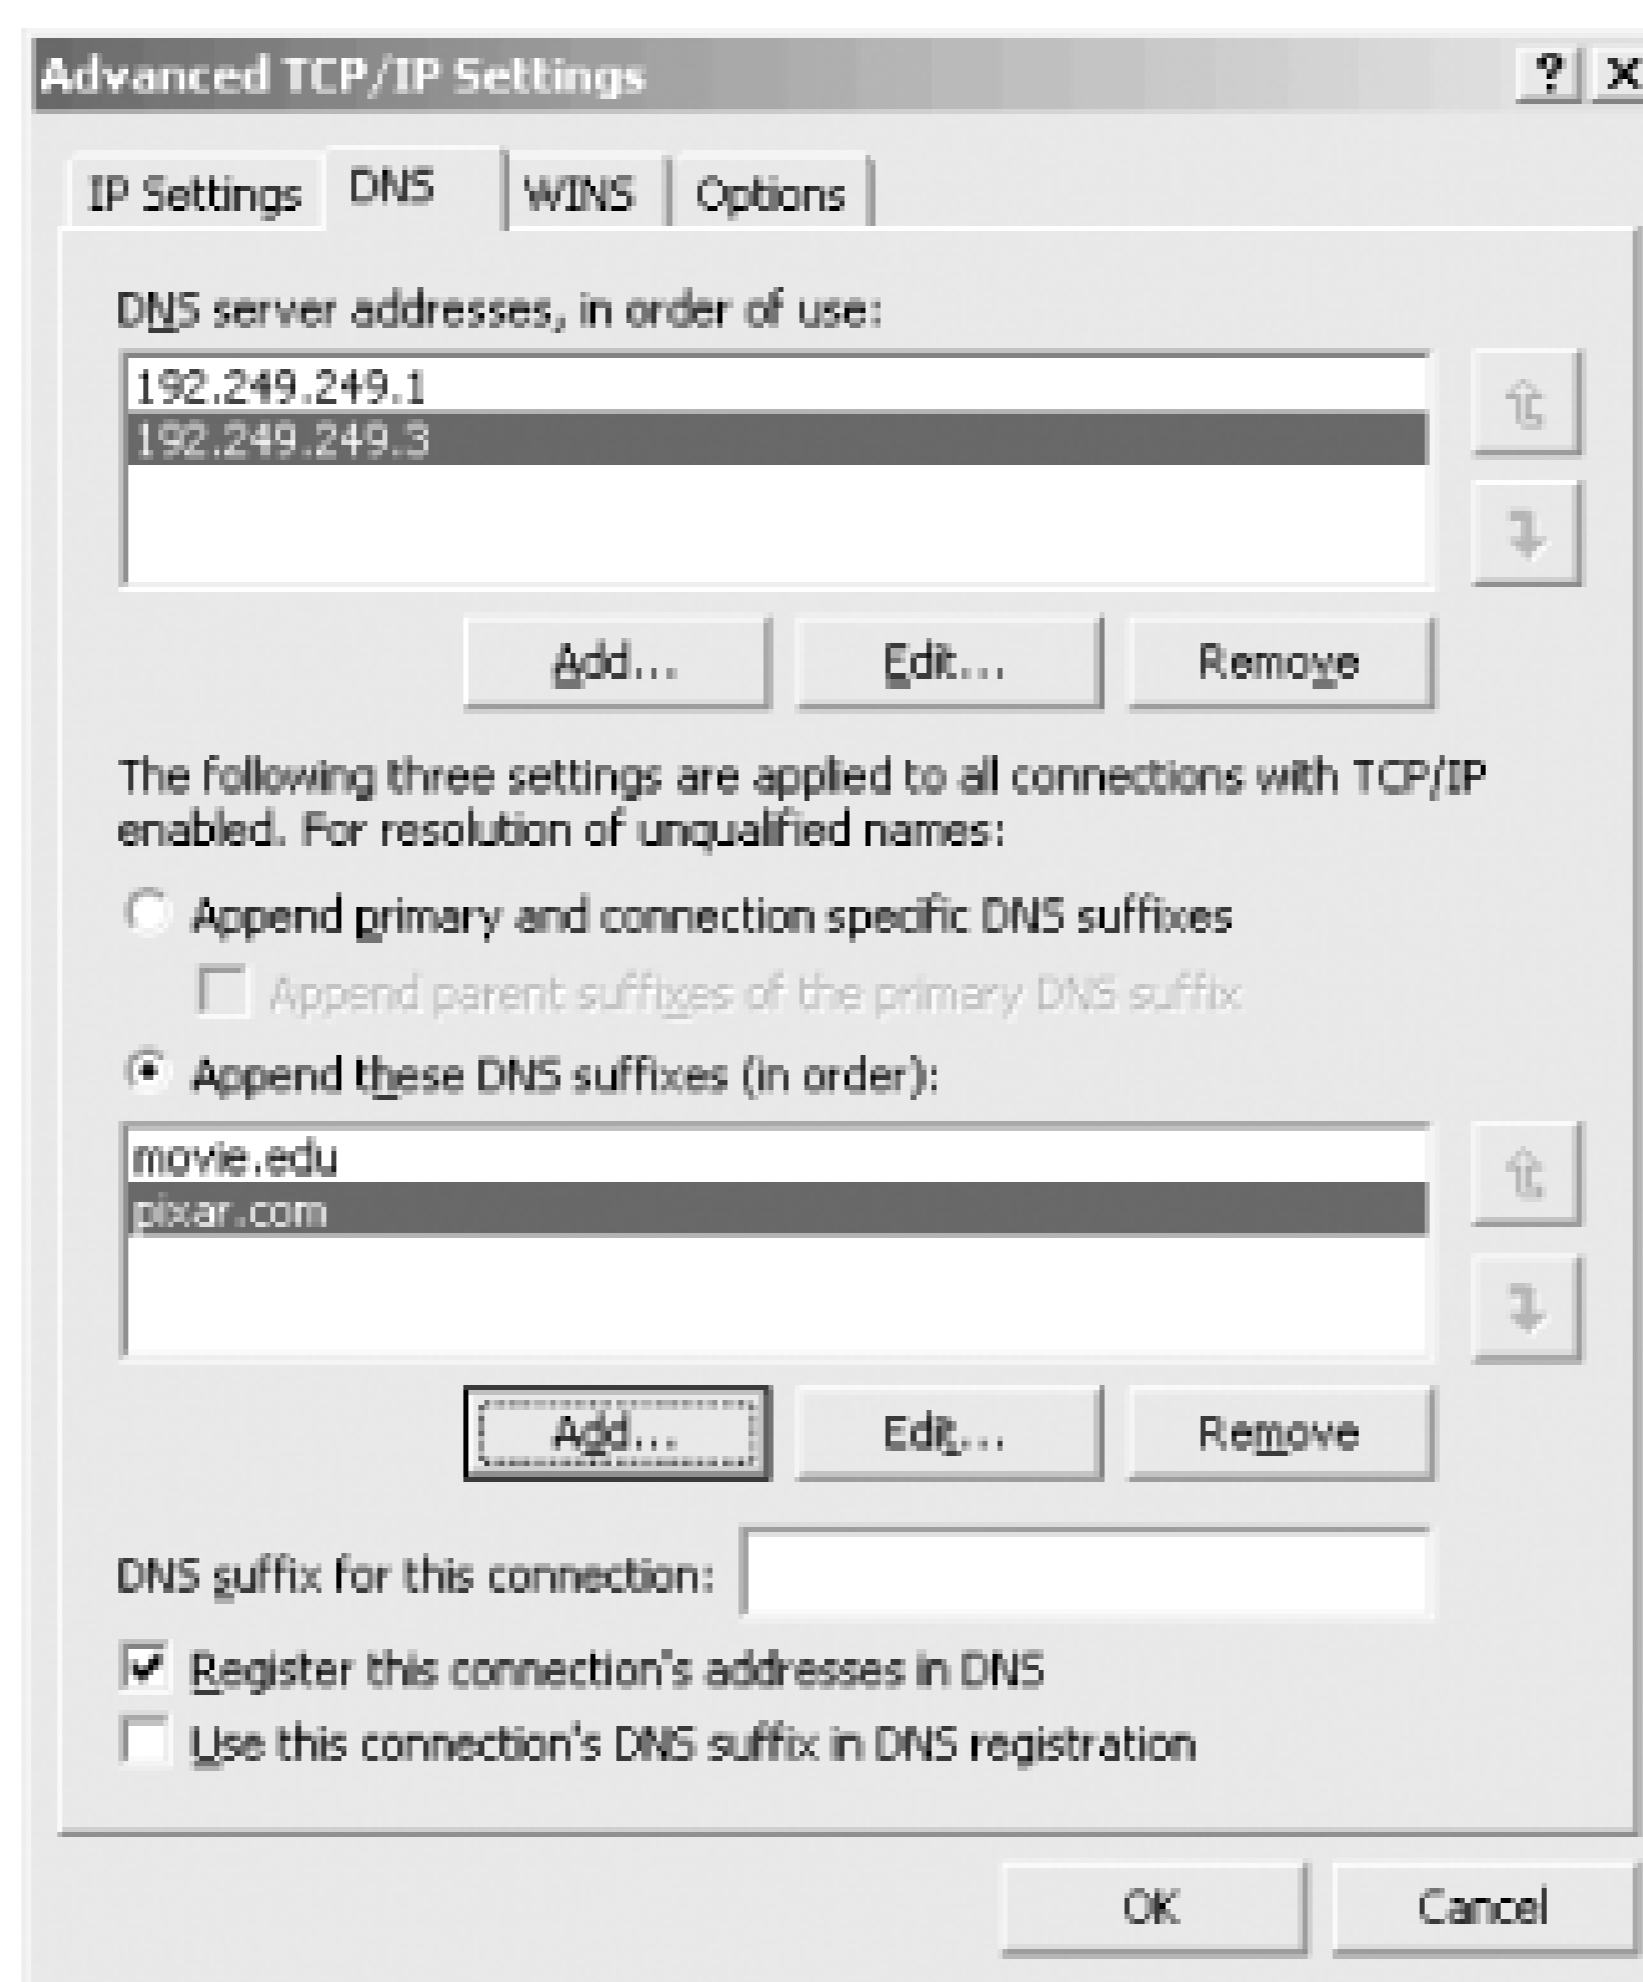 Advanced TCP/IP Settings
IP Settings DNS WINS Options
DNS server addresses, in order of use:
192.249.249.1
192.249.249.3
Add... Edit... Remove
The following three settings are applied to all connections with TCP/IP
enabled. For resolution of unqualified names:
Append primary and connection specific DNS suffixes
Append parent suffixes of the primary DNS suffix
Append these DNS suffixes (in order):
movie.edu
pixar.com
Add... Edit... Remove
DNS suffix for this connection:
Register this connection's addresses in DNS
Use this connection's DNS suffix in DNS registration
OK Cancel